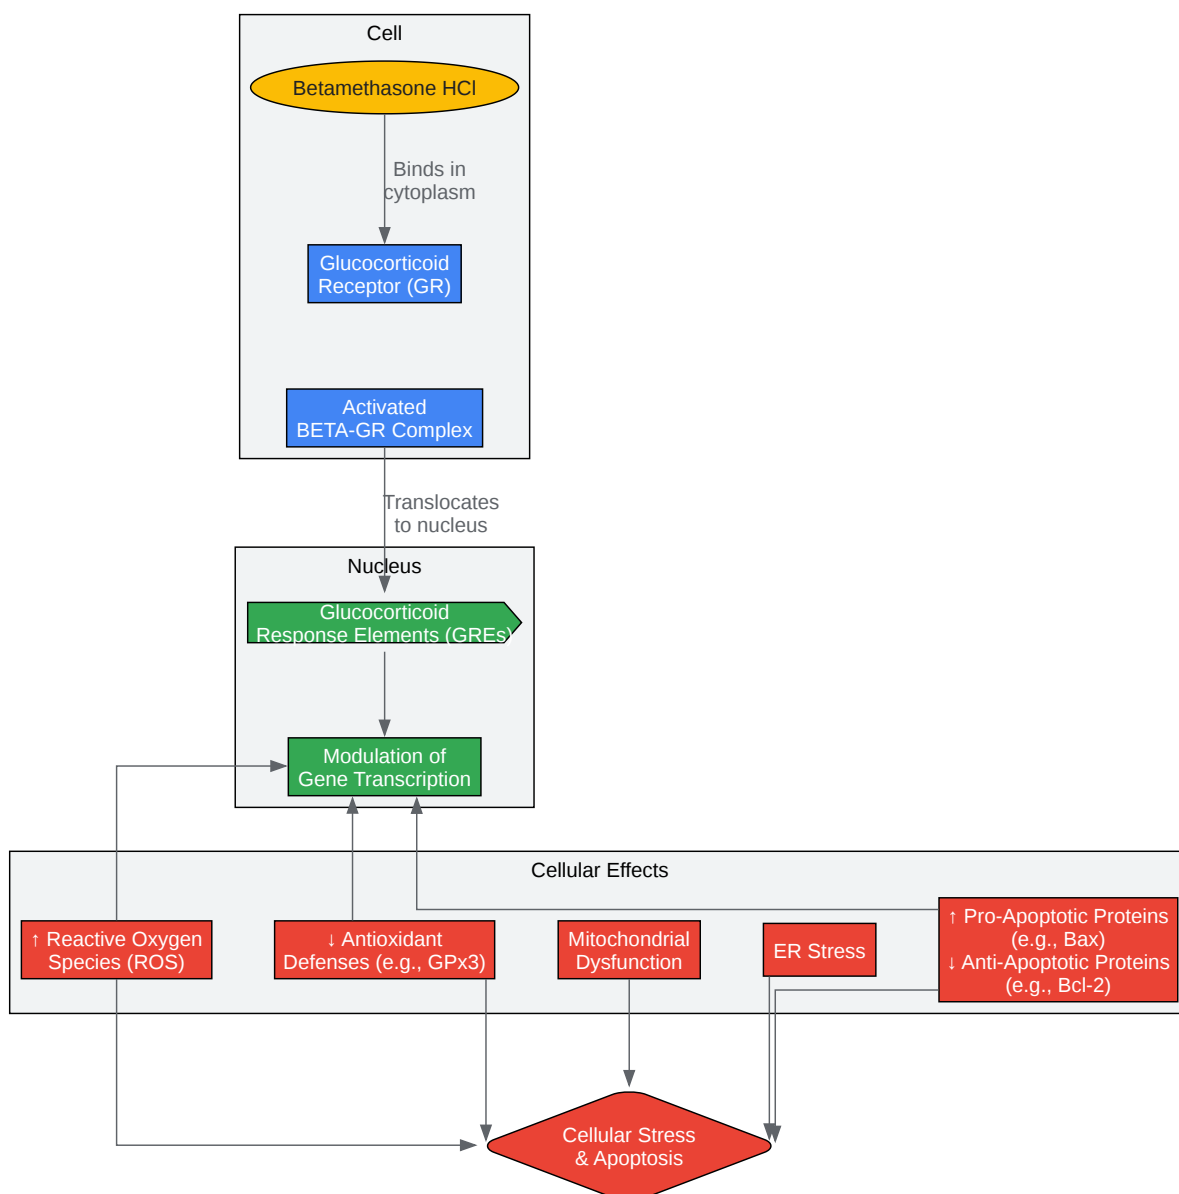 Cell
Betamethasone HCl
Binds in
cytoplasm
Glucocorticoid
Receptor (GR)
Activated
BETA-GR Complex
Translocates
to nucleus
Nucleus
Glucocorticoid
Response Elements (GREs)
Modulation of
Gene Transcription
Cellular Effects
↑ Reactive Oxygen
Species (ROS)
↓ Antioxidant
Defenses (e.g., GPx3)
Mitochondrial
Dysfunction
ER Stress
↑ Pro-Apoptotic Proteins
(e.g., Bax)
↓ Anti-Apoptotic Proteins
(e.g., Bcl-2)
Cellular Stress
& Apoptosis